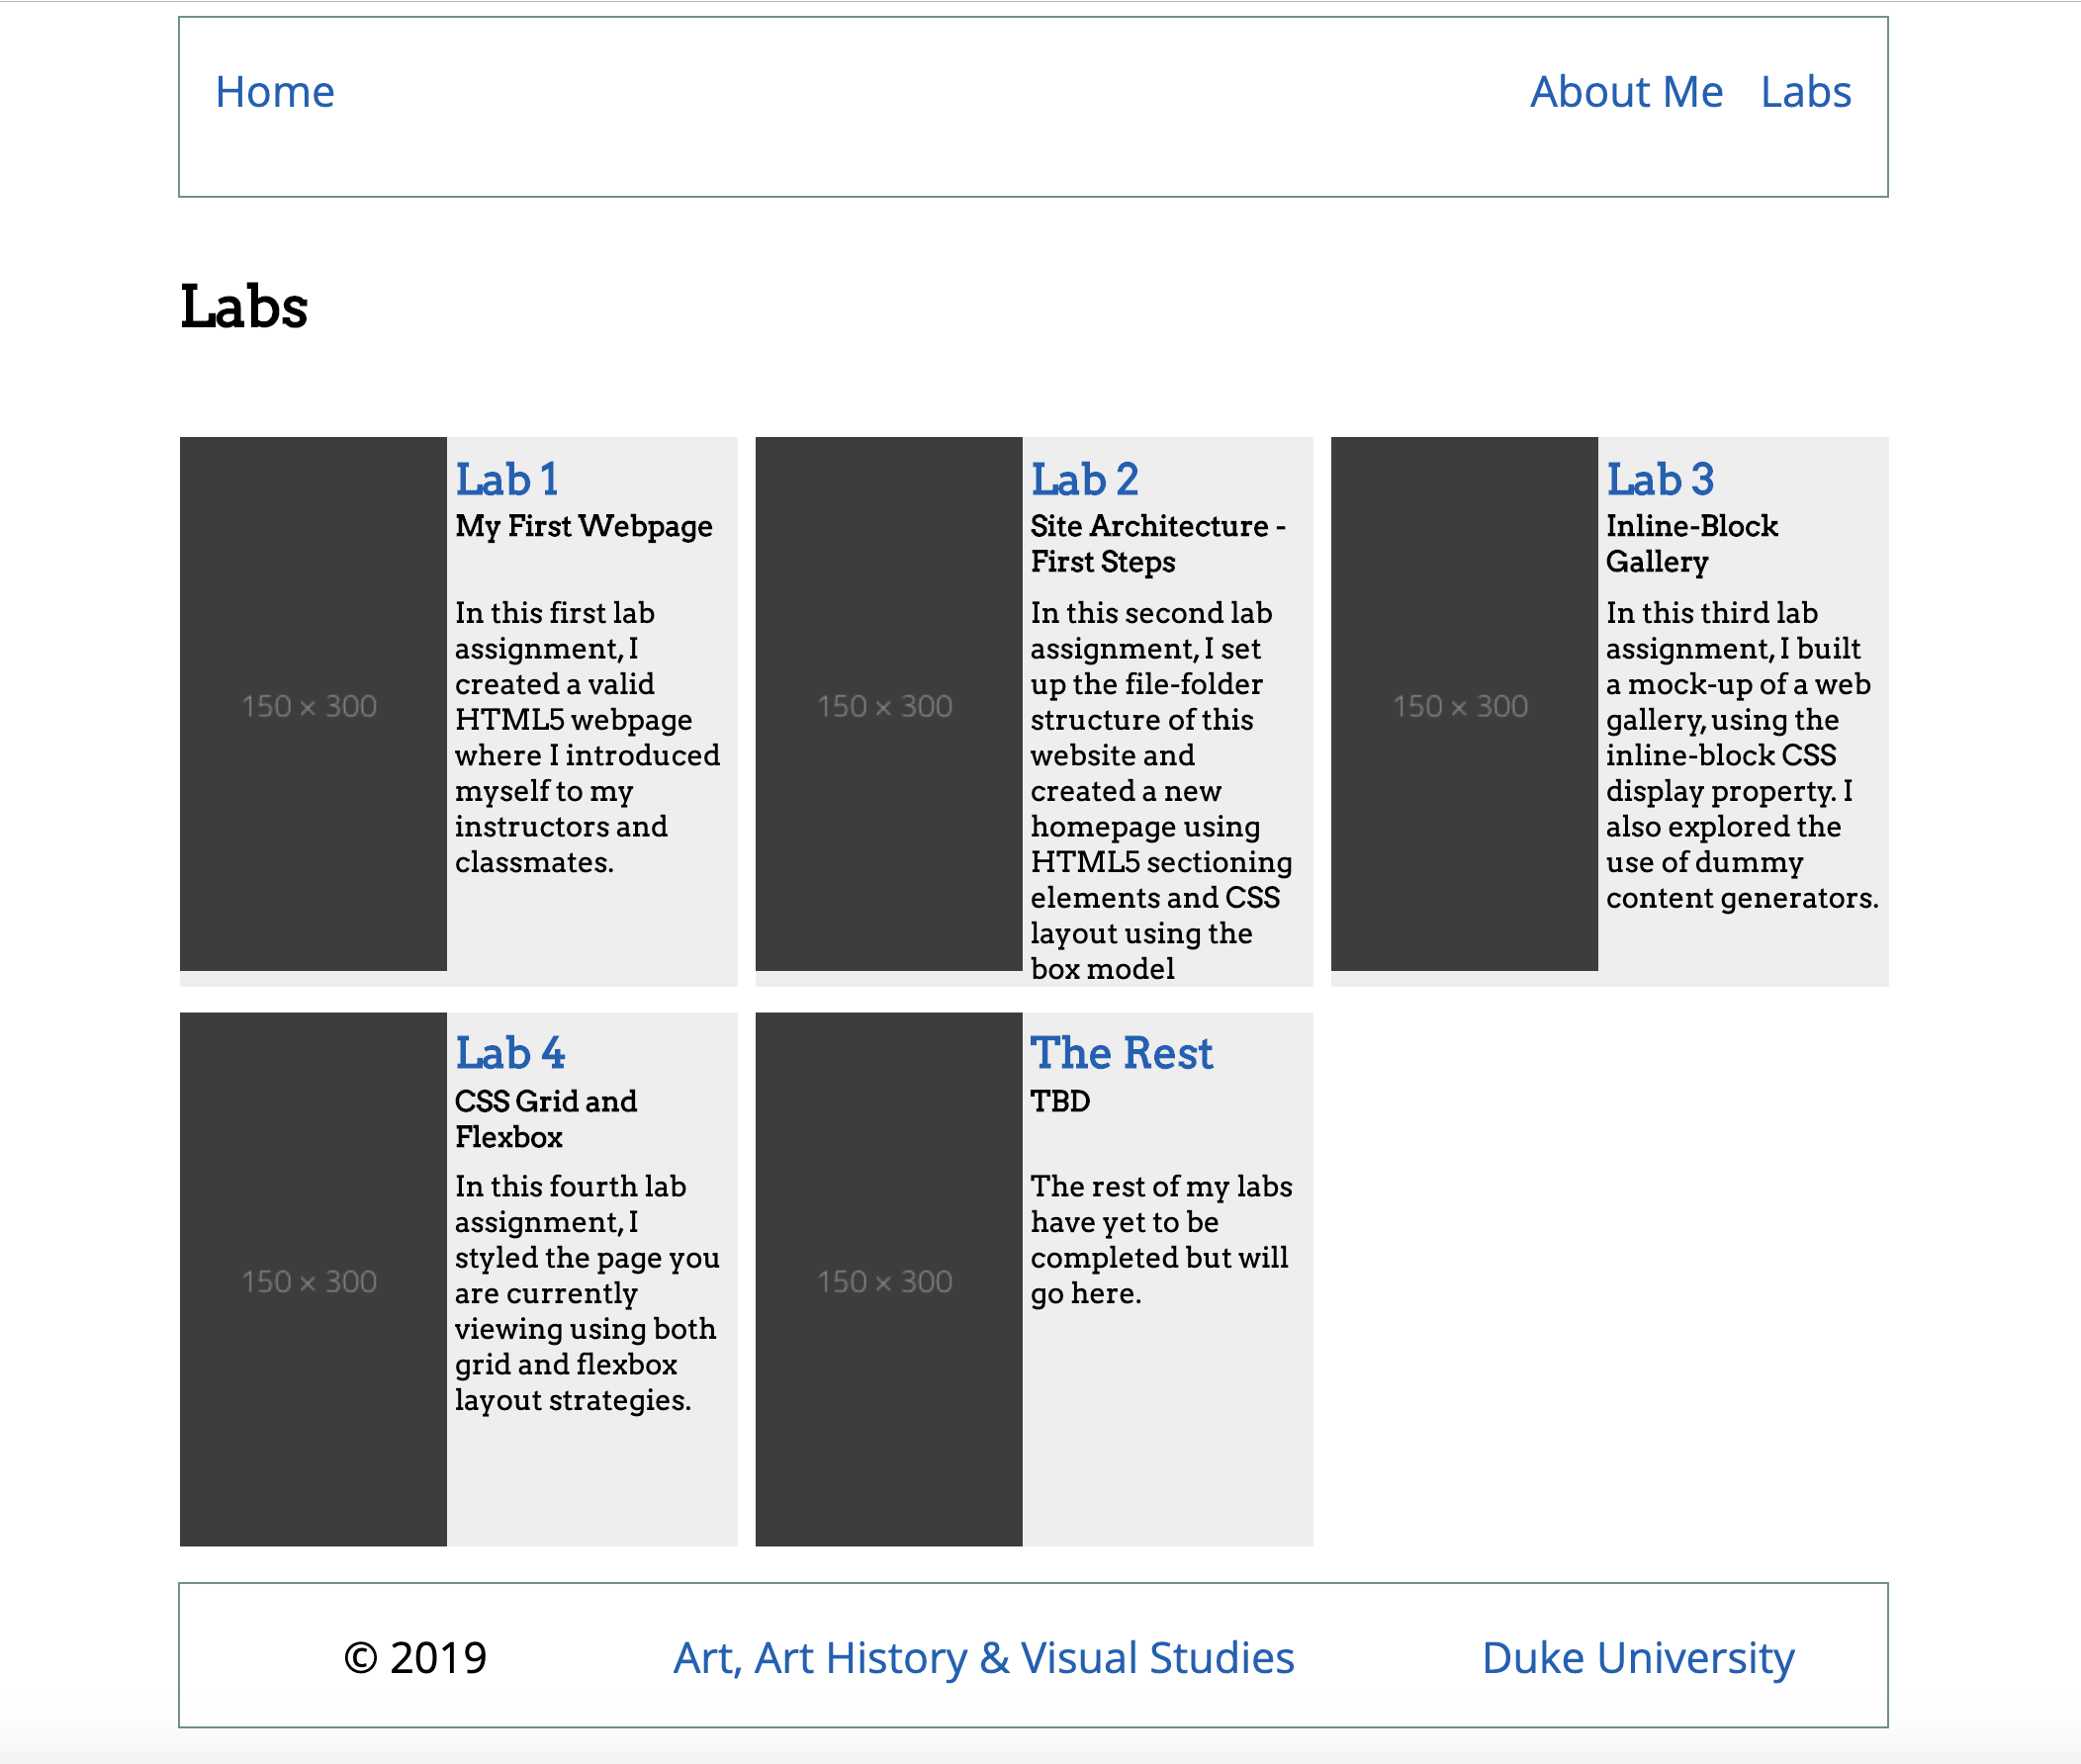 Home
About Me
Labs
Labs
150 × 300
Lab 1
My First Webpage
In this first lab
assignment, I
created a valid
HTML5 webpage
where I introduced
myself to my
instructors and
classmates.
150 × 300
Lab 2
Site Architecture -
First Steps
In this second lab
assignment, I set
up the file-folder
structure of this
website and
created a new
homepage using
HTML5 sectioning
elements and CSS
layout using the
box model
150 × 300
Lab 3
Inline-Block
Gallery
In this third lab
assignment, I built
a mock-up of a web
gallery, using the
inline-block CSS
display property. I
also explored the
use of dummy
content generators.
150 × 300
Lab 4
CSS Grid and
Flexbox
In this fourth lab
assignment, I
styled the page you
are currently
viewing using both
grid and flexbox
layout strategies.
150 × 300
The Rest
TBD
The rest of my labs
have yet to be
completed but will
go here.
© 2019
Art, Art History & Visual Studies
Duke University